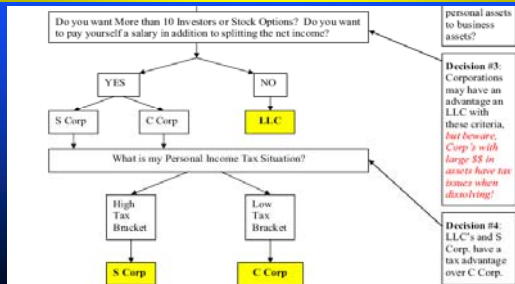 Do you want More than 10 Investors or Stock Options? Do you want
to pay yourself a salary in addition to splitting the net income?
personal assets
to business
assets?
YES
NO
S Corp
C Corp
LLC
Decision #3:
Corporations
may have an
advantage an
LLC with
these criteria,
but beware,
Corp's with
large $$ in
assets have tax
issues when
dissolving!
What is my Personal Income Tax Situation?
High
Tax
Bracket
Low
Tax
Bracket
S Corp
C Corp
Decision #4:
LLC's and S
Corp. have a
tax advantage
over C Corp.